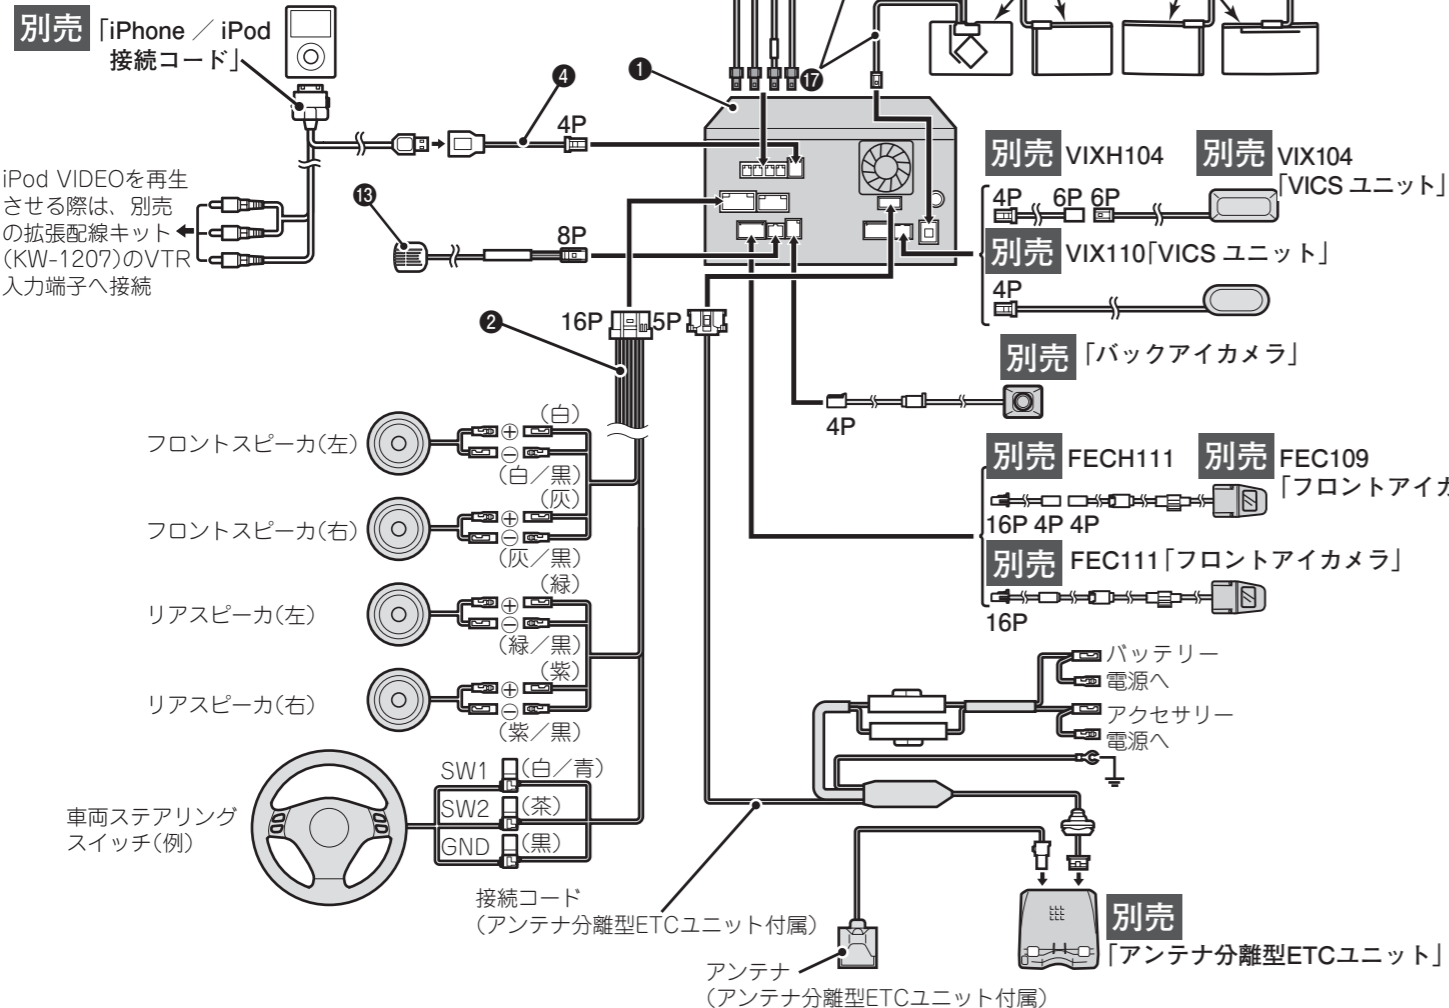 別売「iPhone ／ iPod
接続コード」
❹
❶
⓱
4P
iPod VIDEOを再生
させる際は、別売
の拡張配線キット
(KW-1207)のVTR
入力端子へ接続
⓭
8P
別売 VIXH104
別売 VIX104
「VICS ユニット」
4P 6P 6P
別売 VIX110「VICS ユニット」
4P
❷
16P
5P
別売「バックアイカメラ」
4P
フロントスピーカ(左)
⊕
(白)
⊖
(白／黒)
フロントスピーカ(右)
⊕
(灰)
⊖
(灰／黒)
リアスピーカ(左)
⊕
(緑)
⊖
(緑／黒)
リアスピーカ(右)
⊕
(紫)
⊖
(紫／黒)
別売 FECH111
別売 FEC109
「フロントアイカ
16P 4P 4P
別売 FEC111「フロントアイカメラ」
16P
バッテリー
電源へ
アクセサリー
電源へ
車両ステアリング
スイッチ(例)
SW1 (白／青)
SW2 (茶)
GND (黒)
接続コード
(アンテナ分離型ETCユニット付属)
アンテナ
(アンテナ分離型ETCユニット付属)
別売
「アンテナ分離型ETCユニット」